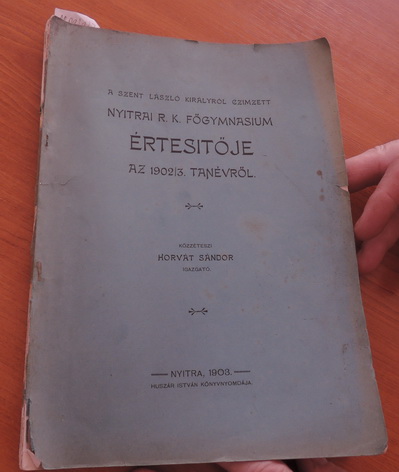 A SZENT LÁSZLÓ KIRÁLYRÓL CZIMZETT
NYITRAI R. K. FŐGYMNASIUM
ÉRTESITŐJE
AZ 1902/3. TANÉVRŐL.
KÖZZÉTESZI
HORVÁT SÁNDOR
IGAZGATÓ.
NYITRA, 1903.
HUSZÁR ISTVÁN KÖNYVNYOMDÁJA.